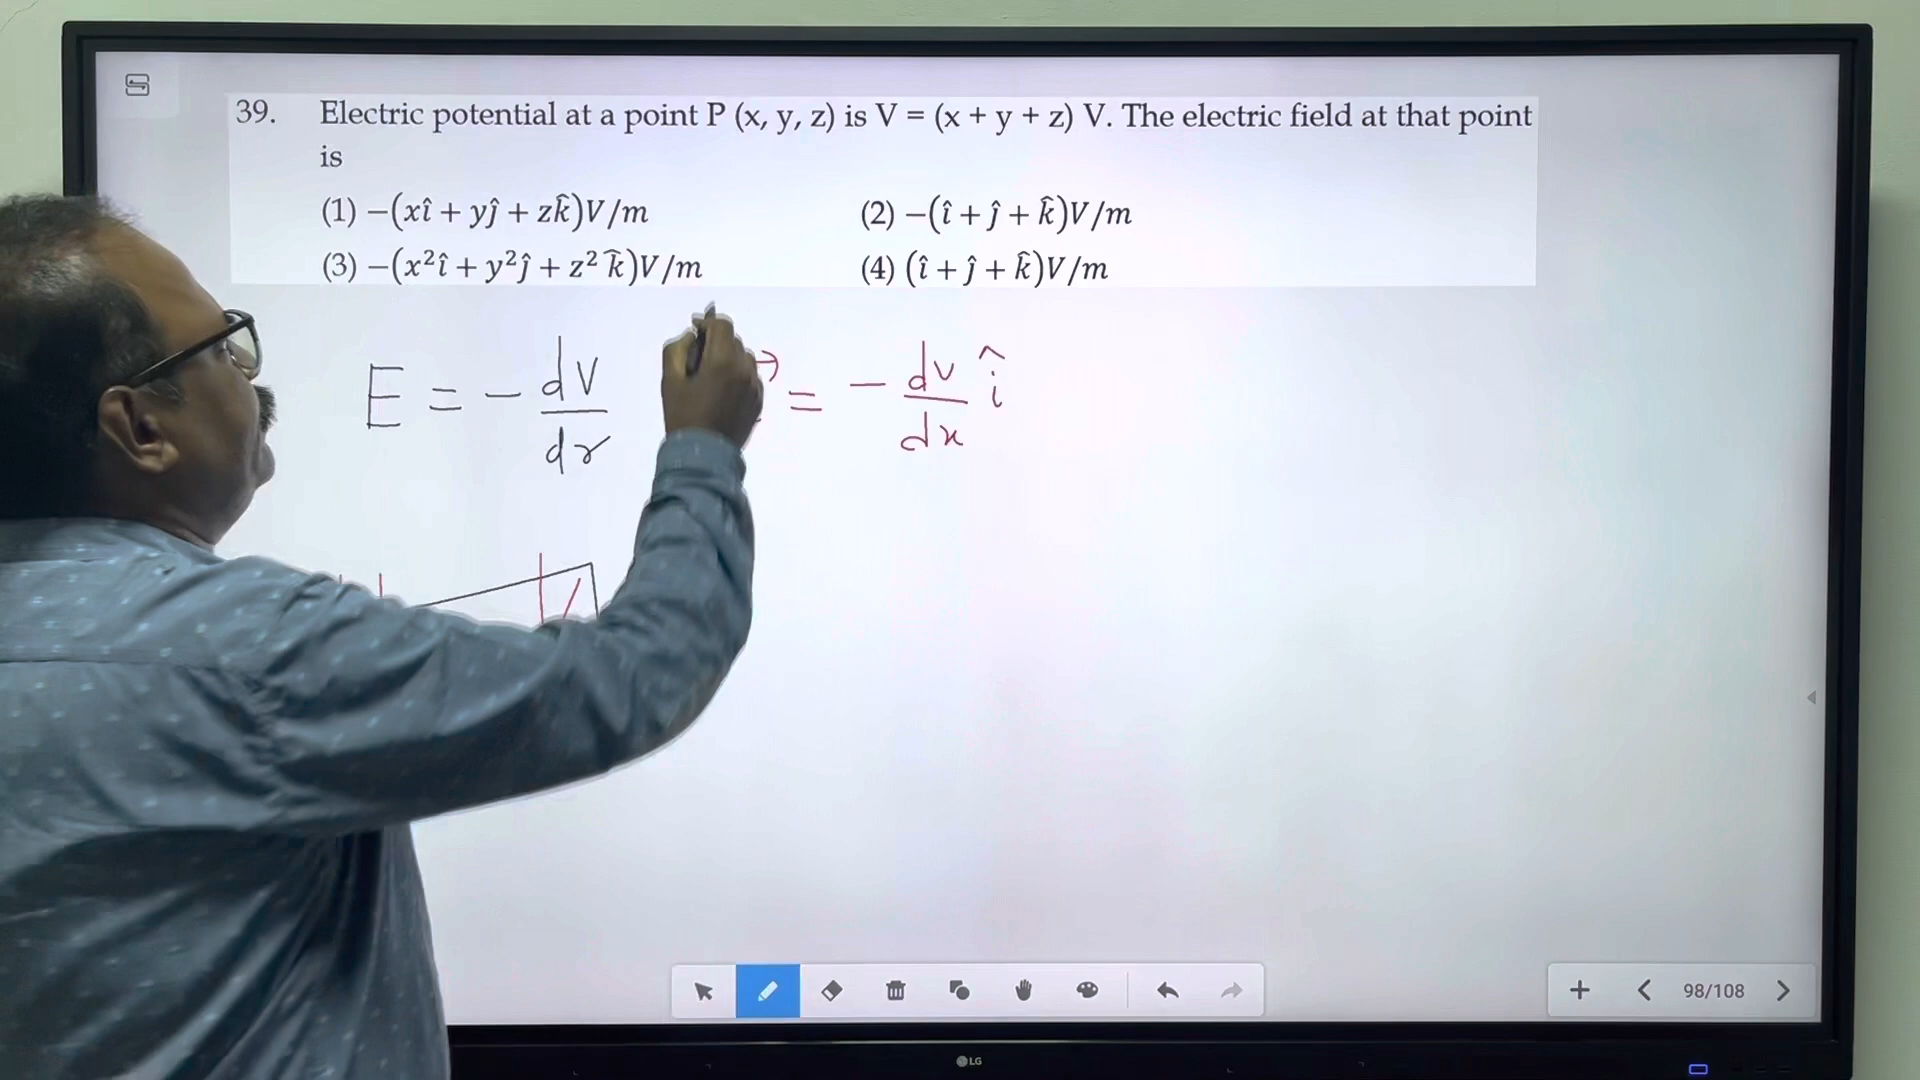 39. Electric potential at a point P (x, y, z) is V = (x + y + z) V. The electric field at that point
is
(1) −(xî + yĵ + zk̂)V/m (2) −(î + ĵ + k̂)V/m
(3) −(x²î + y²ĵ + z² k̂)V/m (4) (î + ĵ + k̂)V/m
E = - dV/dr = - dv/dx î
98/108
LG